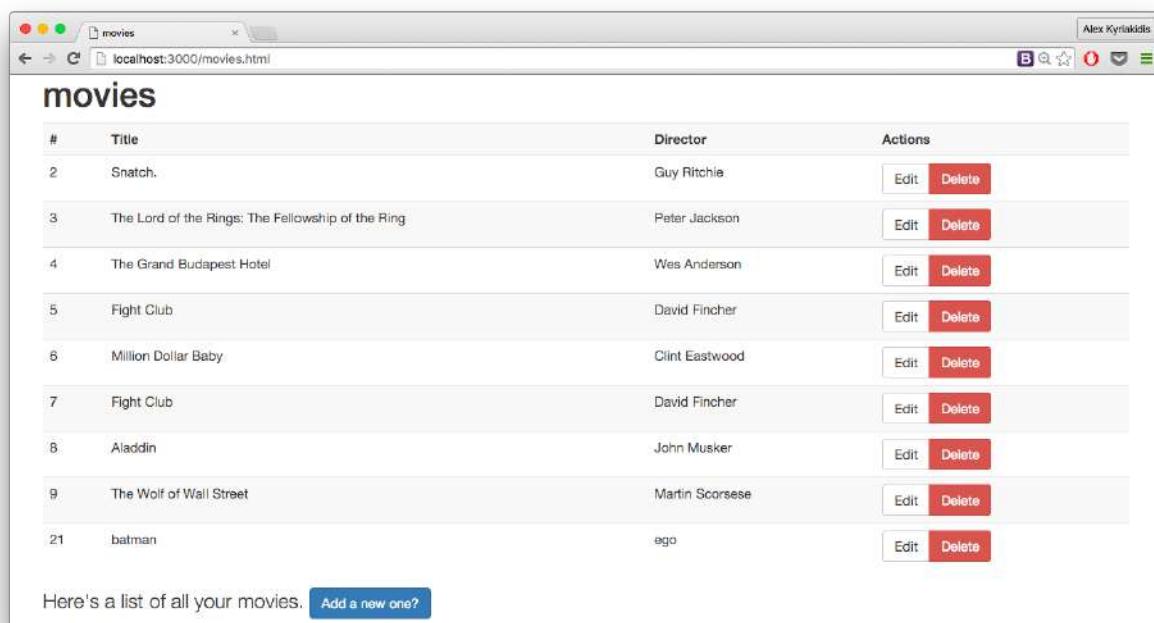 movies
Alex Kyriakidis
localhost:3000/movies.html
B
movies
# Title Director Actions
2 Snatch. Guy Ritchie Edit Delete
3 The Lord of the Rings: The Fellowship of the Ring Peter Jackson Edit Delete
4 The Grand Budapest Hotel Wes Anderson Edit Delete
5 Fight Club David Fincher Edit Delete
6 Million Dollar Baby Clint Eastwood Edit Delete
7 Fight Club David Fincher Edit Delete
8 Aladdin John Musker Edit Delete
9 The Wolf of Wall Street Martin Scorsese Edit Delete
21 batman ego Edit Delete
Here's a list of all your movies. Add a new one?